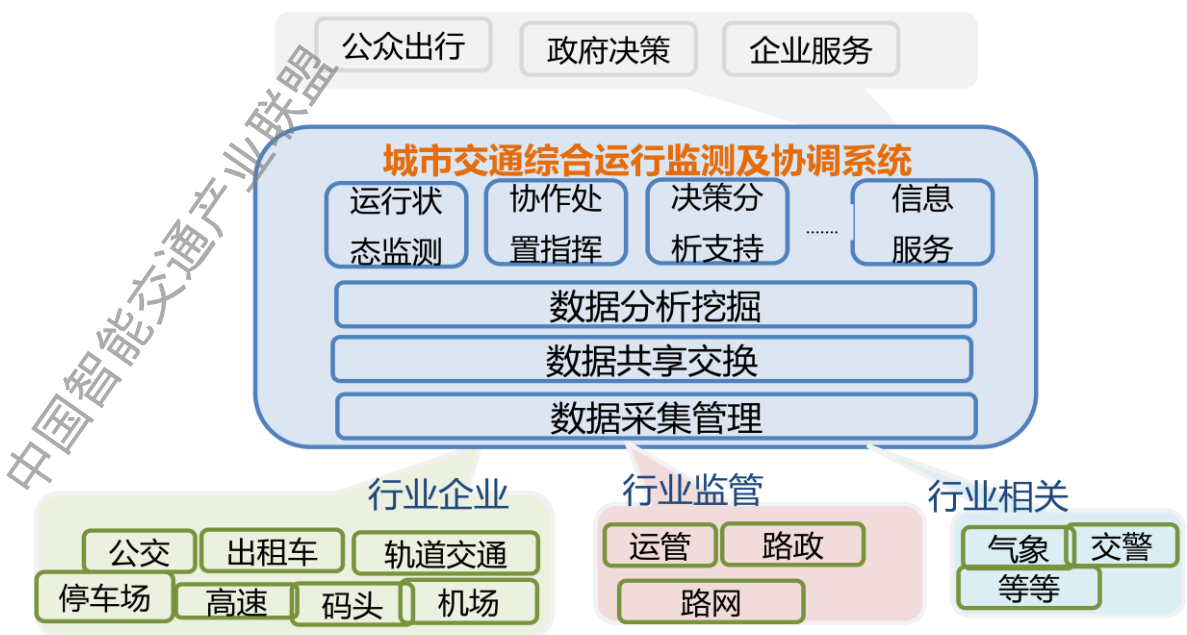 公众出行
政府决策
企业服务
中国智能交通产业联盟
城市交通综合运行监测及协调系统
运行状
态监测
协作处
置指挥
决策分
析支持
.......
信息
服务
数据分析挖掘
数据共享交换
数据采集管理
行业企业
公交
出租车
轨道交通
停车场
高速
码头
机场
行业监管
运管
路政
路网
行业相关
气象
交警
等等